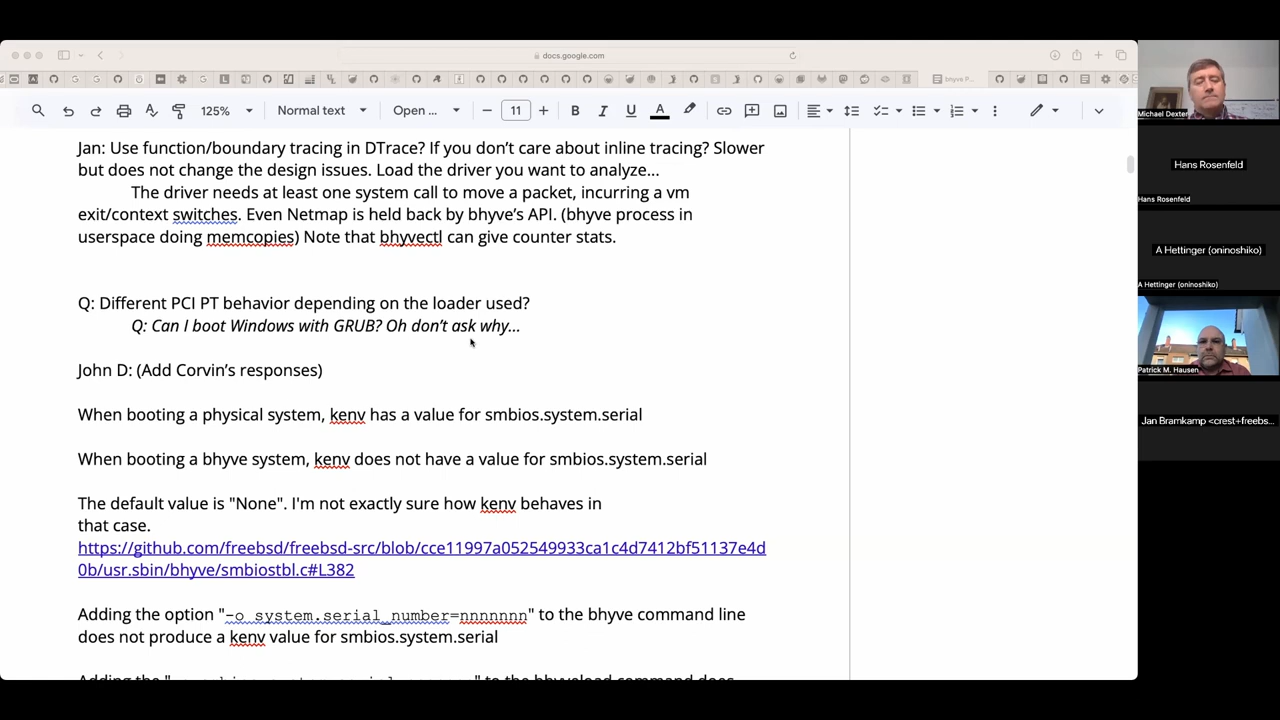 docs.google.com
bhyve P...
125%
Normal text
Open ...
11
Jan: Use function/boundary tracing in DTrace? If you don’t care about inline tracing? Slower
but does not change the design issues. Load the driver you want to analyze...
The driver needs at least one system call to move a packet, incurring a vm
exit/context switches. Even Netmap is held back by bhyve’s API. (bhyve process in
userspace doing memcopies) Note that bhyvectl can give counter stats.
Q: Different PCI PT behavior depending on the loader used?
Q: Can I boot Windows with GRUB? Oh don’t ask why...
John D: (Add Corvin’s responses)
When booting a physical system, kenv has a value for smbios.system.serial
When booting a bhyve system, kenv does not have a value for smbios.system.serial
The default value is "None". I'm not exactly sure how kenv behaves in
that case.
https://github.com/freebsd/freebsd-src/blob/cce11997a052549933ca1c4d7412bf51137e4d
0b/usr.sbin/bhyve/smbiostbl.c#L382
Adding the option "-o system.serial_number=nnnnnnn" to the bhyve command line
does not produce a kenv value for smbios.system.serial
Michael Dexter
Hans Rosenfeld
Hans Rosenfeld
A Hettinger (oninoshiko)
A Hettinger (oninoshiko)
Patrick M. Hausen
Jan Bramkamp <crest+freebs...